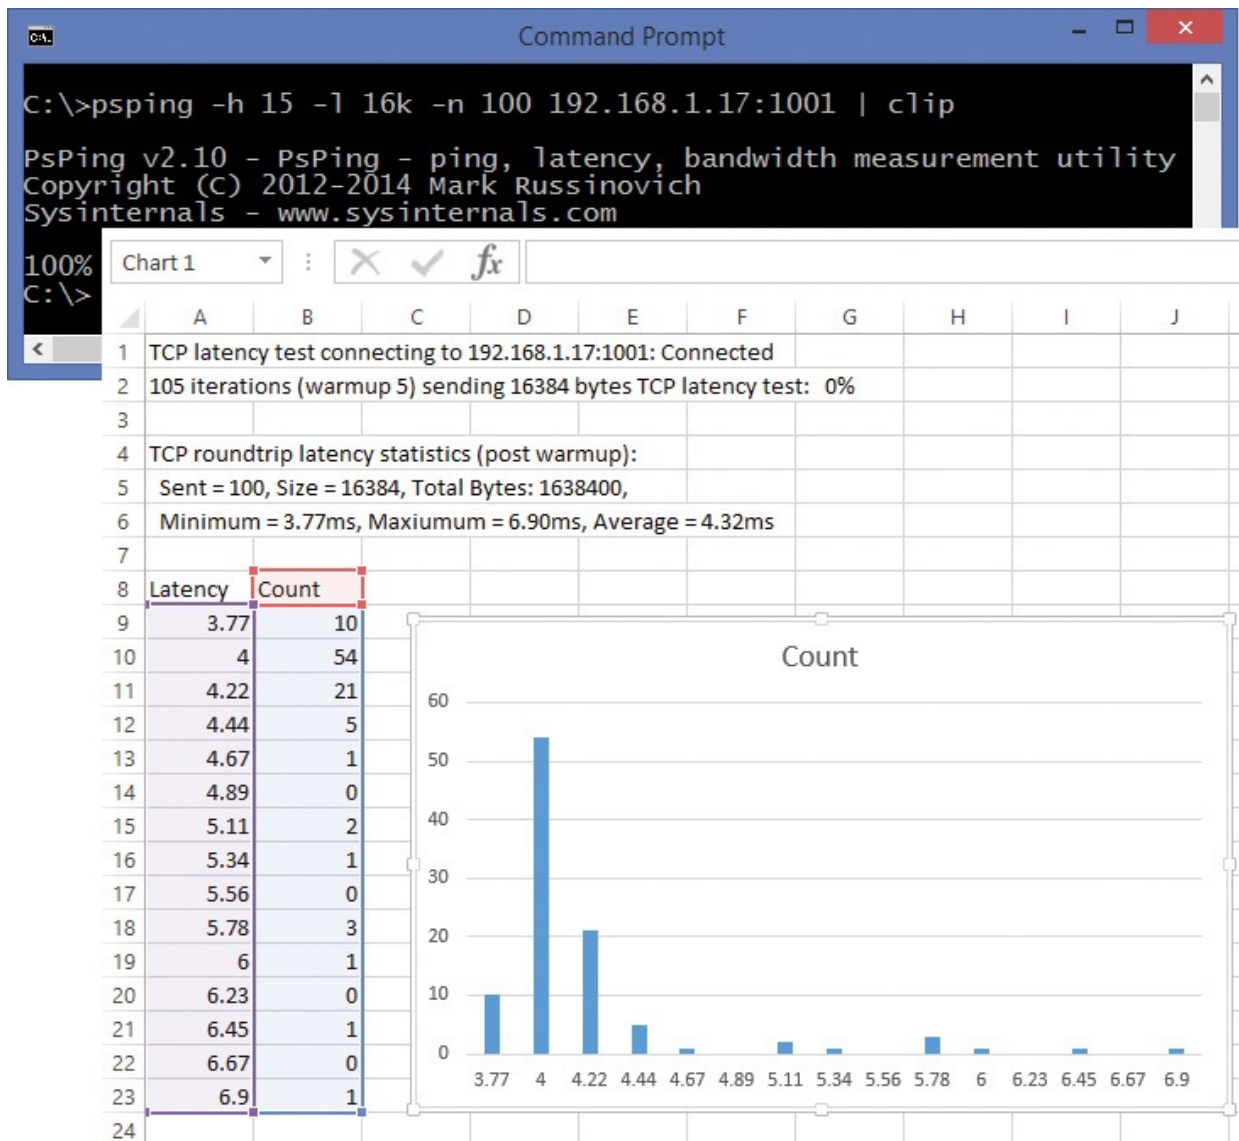 Command Prompt
C:\>psping -h 15 -l 16k -n 100 192.168.1.17:1001 | clip
PsPing v2.10 - PsPing - ping, latency, bandwidth measurement utility
Copyright (C) 2012-2014 Mark Russinovich
Sysinternals - www.sysinternals.com
100%
C:\>
Chart 1 fx
A B C D E F G H I J
1 TCP latency test connecting to 192.168.1.17:1001: Connected
2 105 iterations (warmup 5) sending 16384 bytes TCP latency test: 0%
3
4 TCP roundtrip latency statistics (post warmup):
5 Sent = 100, Size = 16384, Total Bytes: 1638400,
6 Minimum = 3.77ms, Maxiumum = 6.90ms, Average = 4.32ms
7
8 Latency Count
9 3.77 10
10 4 54
11 4.22 21
12 4.44 5
13 4.67 1
14 4.89 0
15 5.11 2
16 5.34 1
17 5.56 0
18 5.78 3
19 6 1
20 6.23 0
21 6.45 1
22 6.67 0
23 6.9 1
24
Count
60
50
40
30
20
10
0
3.77 4 4.22 4.44 4.67 4.89 5.11 5.34 5.56 5.78 6 6.23 6.45 6.67 6.9